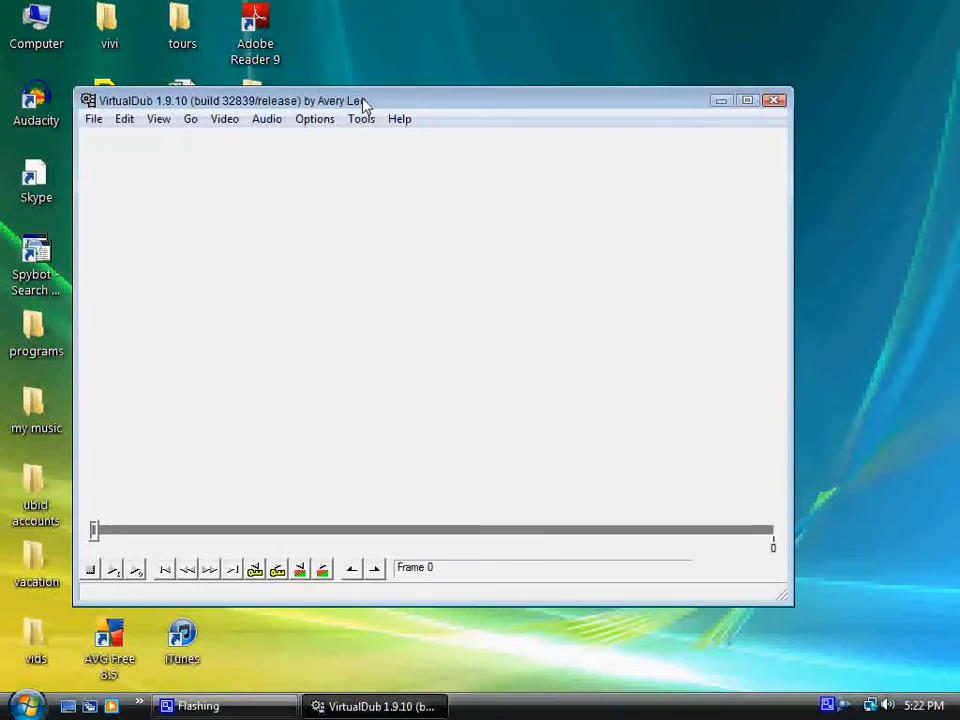 Computer
vivi
tours
Adobe
Reader 9
VirtualDub 1.9.10 (build 32839/release) by Avery Lee
File Edit View Go Video Audio Options Tools Help
Audacity
Skype
Spybot -
Search ...
programs
my music
ubid
accounts
vacation
0
Frame 0
vids
AVG Free
8.5
iTunes
Flashing
VirtualDub 1.9.10 (b...
5:22 PM